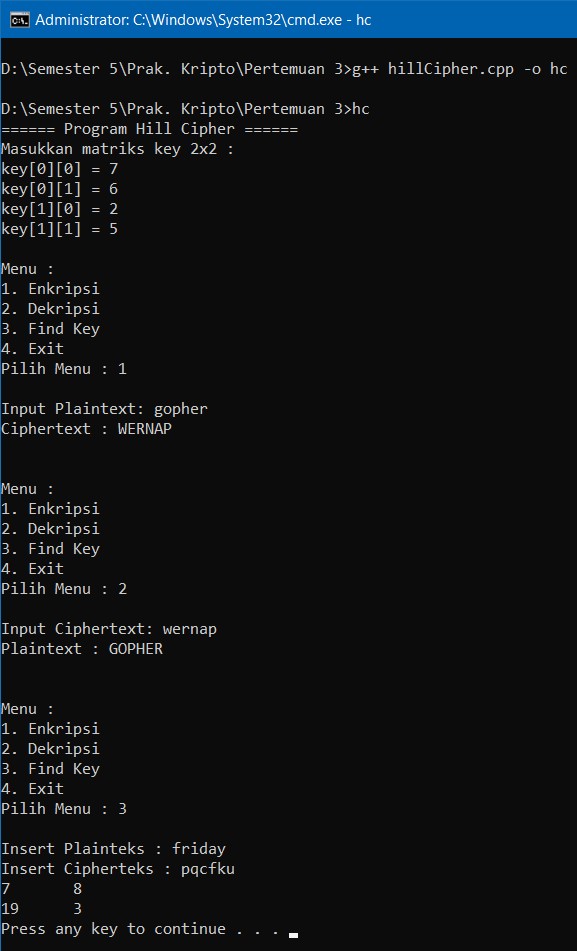 Administrator: C:\Windows\System32\cmd.exe - hc
D:\Semester 5\Prak. Kripto\Pertemuan 3>g++ hillCipher.cpp -o hc
D:\Semester 5\Prak. Kripto\Pertemuan 3>hc
====== Program Hill Cipher ======
Masukkan matriks key 2x2 :
key[0][0] = 7
key[0][1] = 6
key[1][0] = 2
key[1][1] = 5
Menu :
1. Enkripsi
2. Dekripsi
3. Find Key
4. Exit
Pilih Menu : 1
Input Plaintext: gopher
Ciphertext : WERNAP
Menu :
1. Enkripsi
2. Dekripsi
3. Find Key
4. Exit
Pilih Menu : 2
Input Ciphertext: wernap
Plaintext : GOPHER
Menu :
1. Enkripsi
2. Dekripsi
3. Find Key
4. Exit
Pilih Menu : 3
Insert Plainteks : friday
Insert Cipherteks : pqcfku
7 8
19 3
Press any key to continue . . .